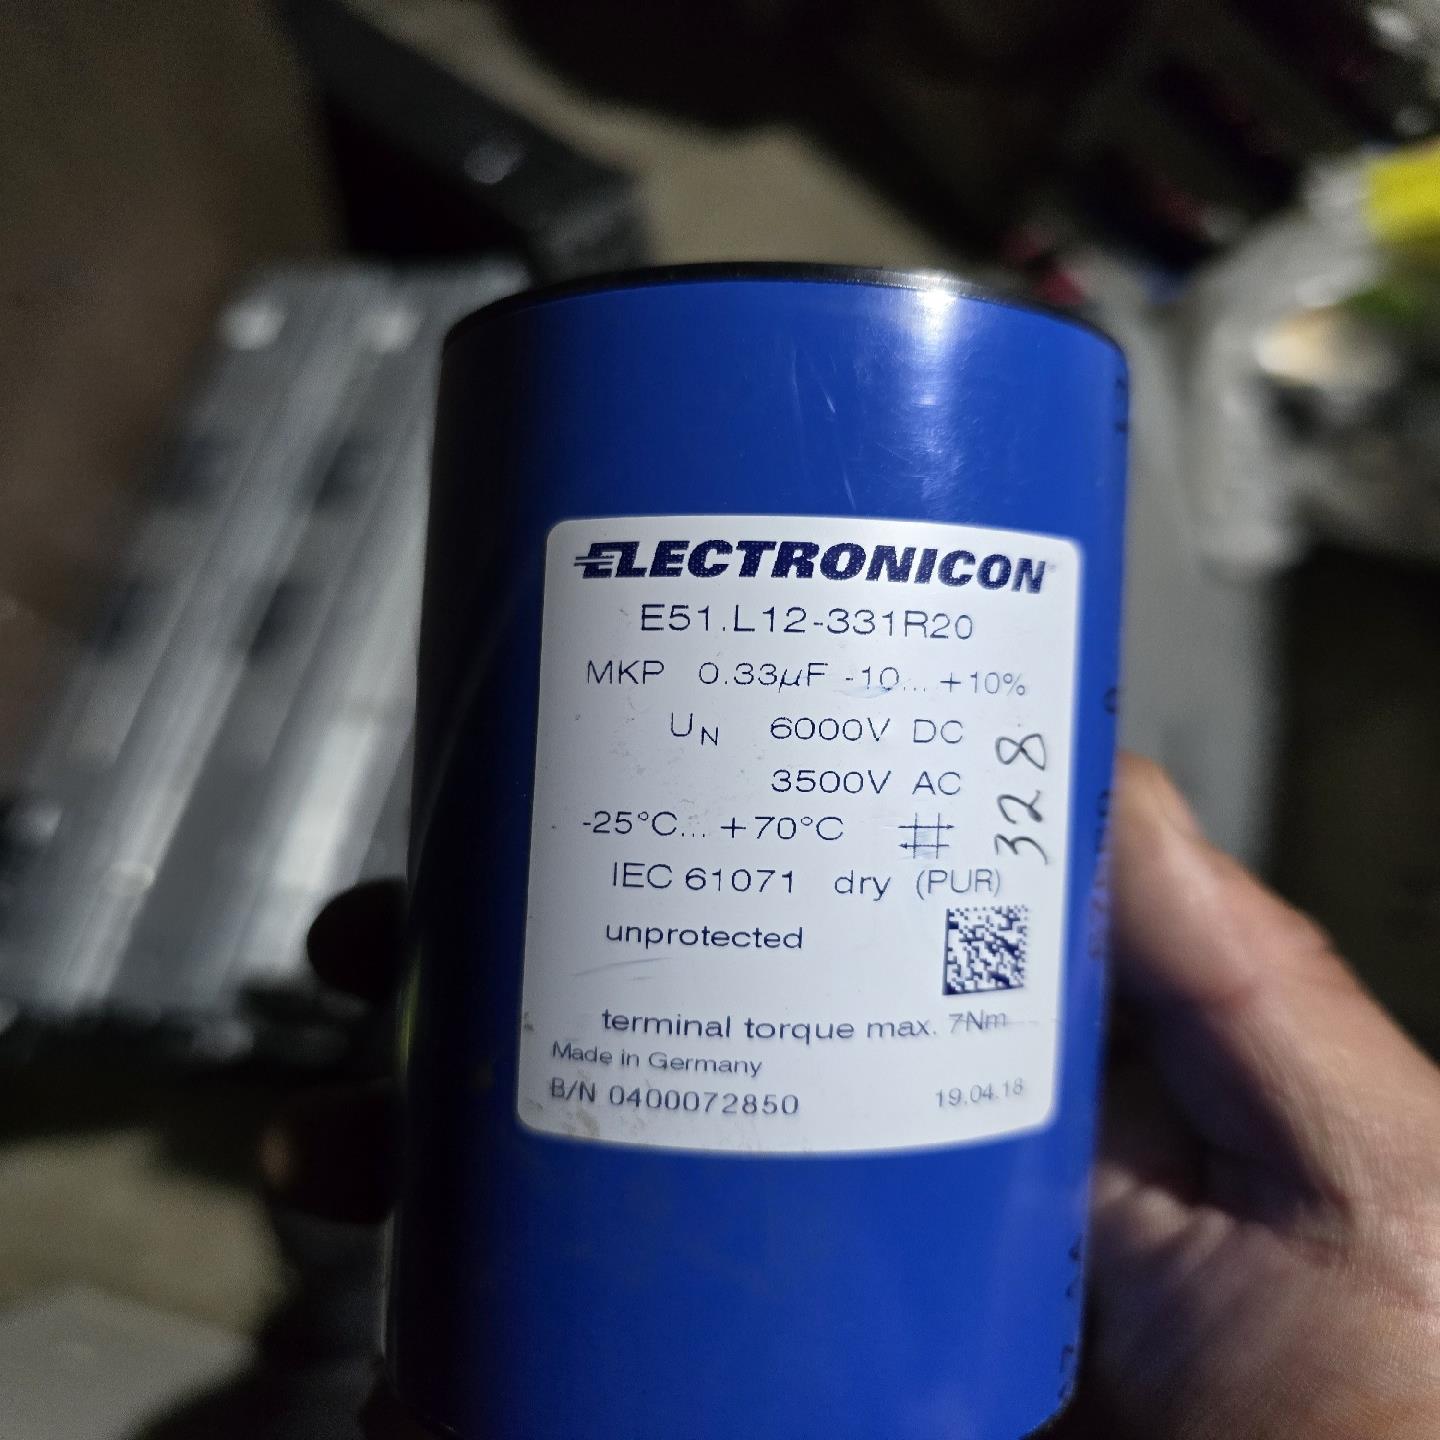 ELECTRONICON
E51.L12-331R20
MKP 0.33µF -10... +10%
UN 6000V DC
3500V AC
-25°C... +70°C
328
IEC 61071 dry (PUR)
unprotected
terminal torque max. 7Nm
Made in Germany
B/N 0400072850 19.04.18